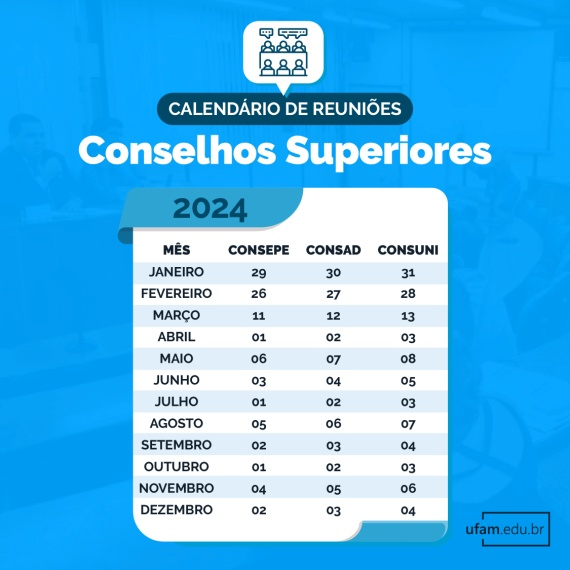 CALENDÁRIO DE REUNIÕES
Conselhos Superiores
2024
MÊS CONSEPE CONSAD CONSUNI
JANEIRO 29 30 31
FEVEREIRO 26 27 28
MARÇO 11 12 13
ABRIL 01 02 03
MAIO 06 07 08
JUNHO 03 04 05
JULHO 01 02 03
AGOSTO 05 06 07
SETEMBRO 02 03 04
OUTUBRO 01 02 03
NOVEMBRO 04 05 06
DEZEMBRO 02 03 04
ufam.edu.br